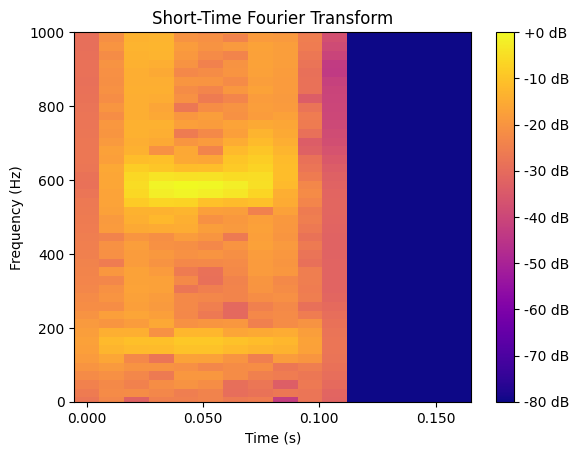 Short-Time Fourier Transform
1000
800
600
400
200
0
Frequency (Hz)
0.000
0.050
0.100
0.150
Time (s)
+0 dB
-10 dB
-20 dB
-30 dB
-40 dB
-50 dB
-60 dB
-70 dB
-80 dB